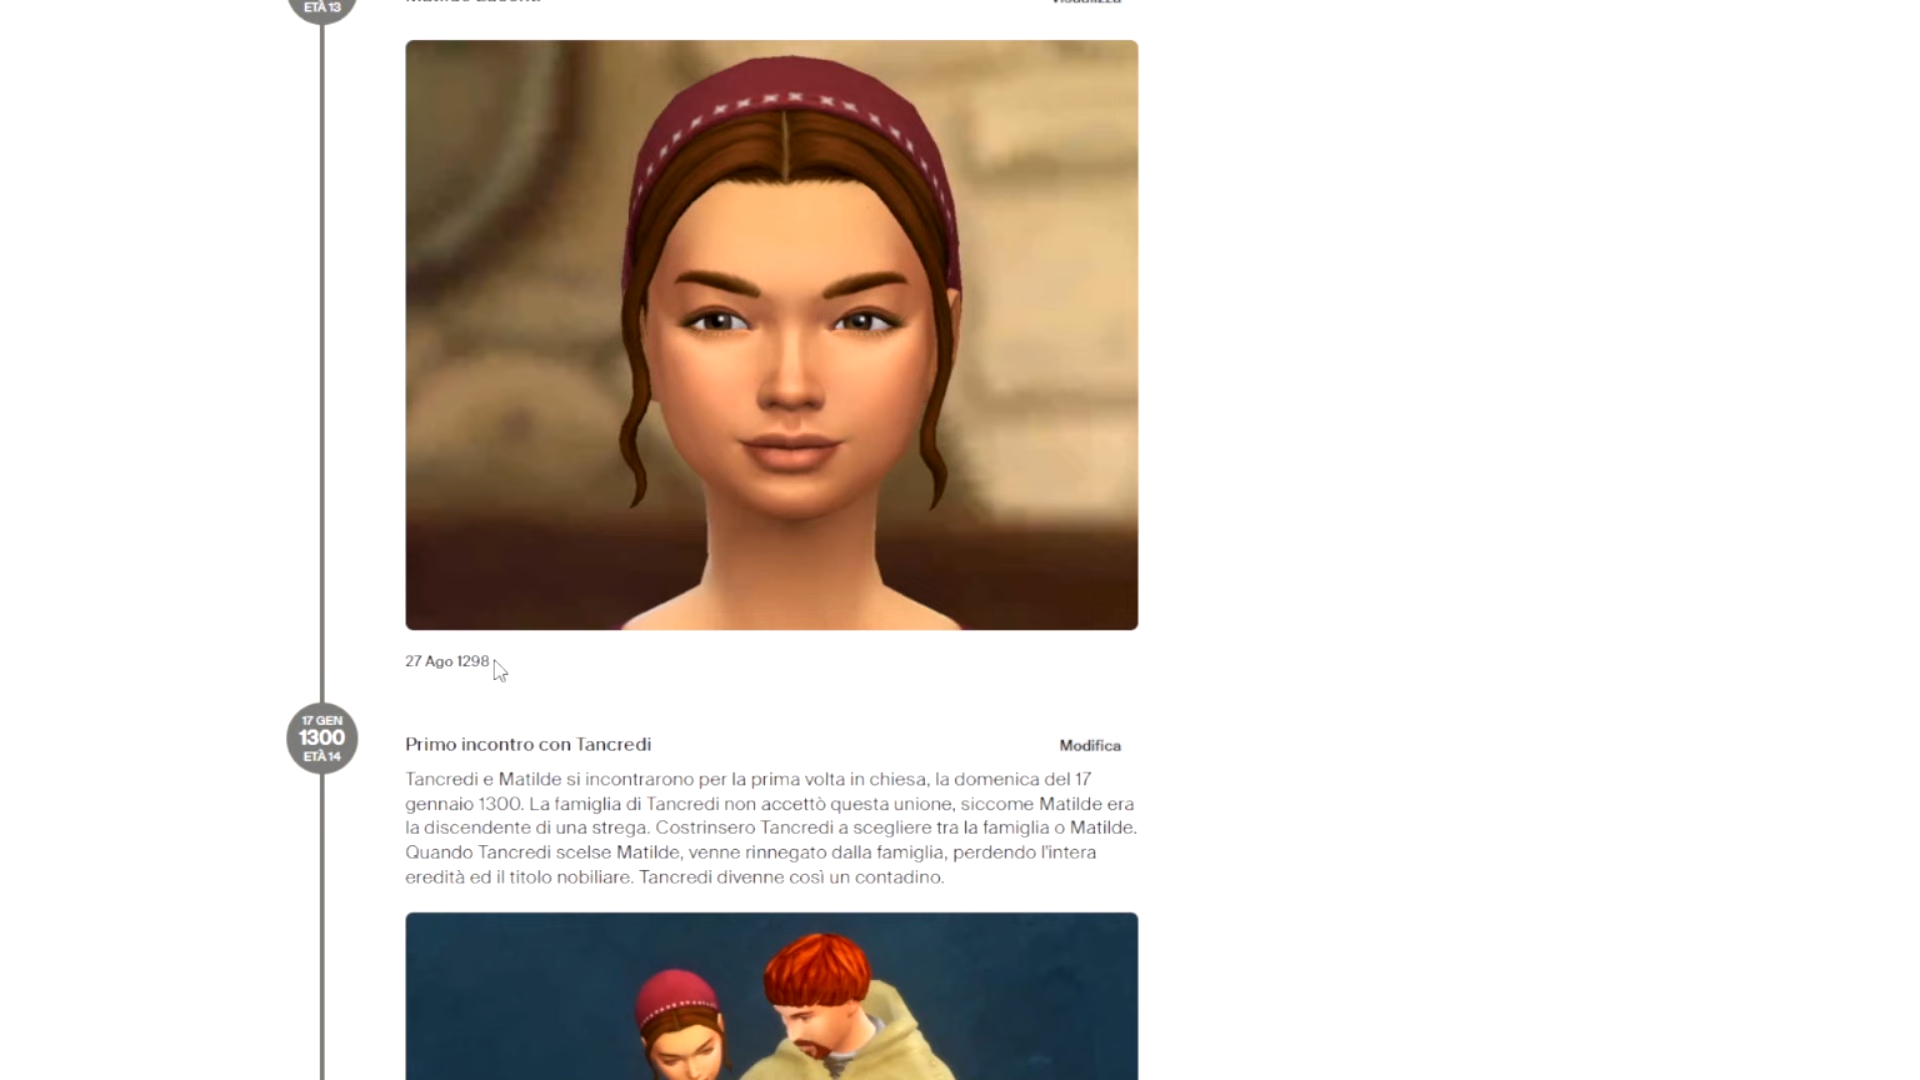 ETÀ 13
27 Ago 1298
17 GEN
1300
ETÀ 14
Primo incontro con Tancredi
Modifica
Tancredi e Matilde si incontrarono per la prima volta in chiesa, la domenica del 17
gennaio 1300. La famiglia di Tancredi non accettò questa unione, siccome Matilde era
la discendente di una strega. Costrinsero Tancredi a scegliere tra la famiglia o Matilde.
Quando Tancredi scelse Matilde, venne rinnegato dalla famiglia, perdendo l'intera
eredità ed il titolo nobiliare. Tancredi divenne così un contadino.